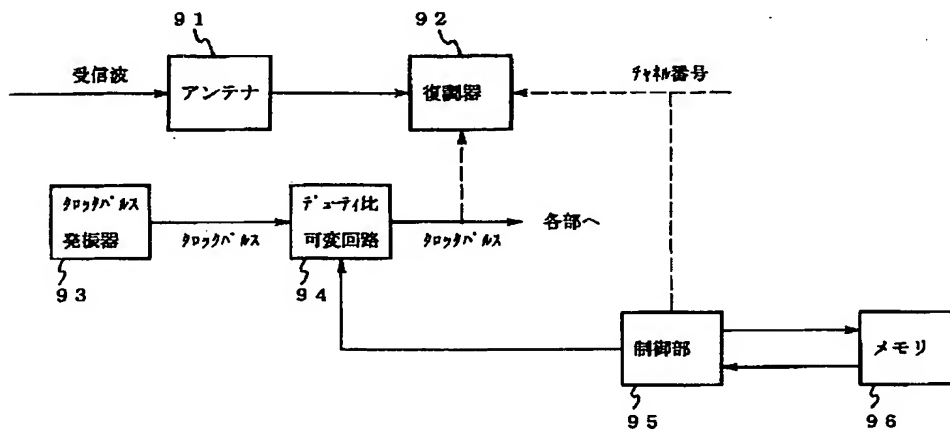 ９１
９２
受信波
アンテナ
復調器
ﾁｬﾈﾙ番号
ｸﾛｯｸﾊﾟﾙｽ
発振器
ｸﾛｯｸﾊﾟﾙｽ
ﾃﾞｭｰﾃｨ比
可変回路
ｸﾛｯｸﾊﾟﾙｽ
各部へ
９３
９４
制御部
メモリ
９５
９６